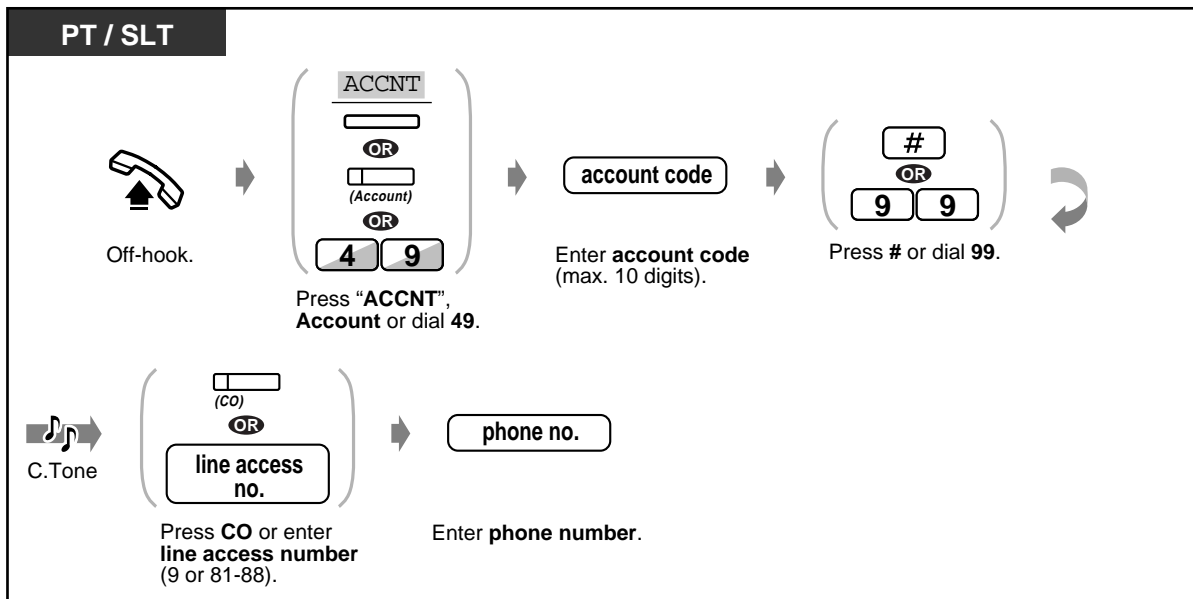 PT / SLT
ACCNT
OR
(Account)
OR
4 9
Off-hook.
Press “ACCNT”,
Account or dial 49.
account code
Enter account code
(max. 10 digits).
#
OR
9 9
Press # or dial 99.
C.Tone
(CO)
OR
line access
no.
Press CO or enter
line access number
(9 or 81-88).
phone no.
Enter phone number.